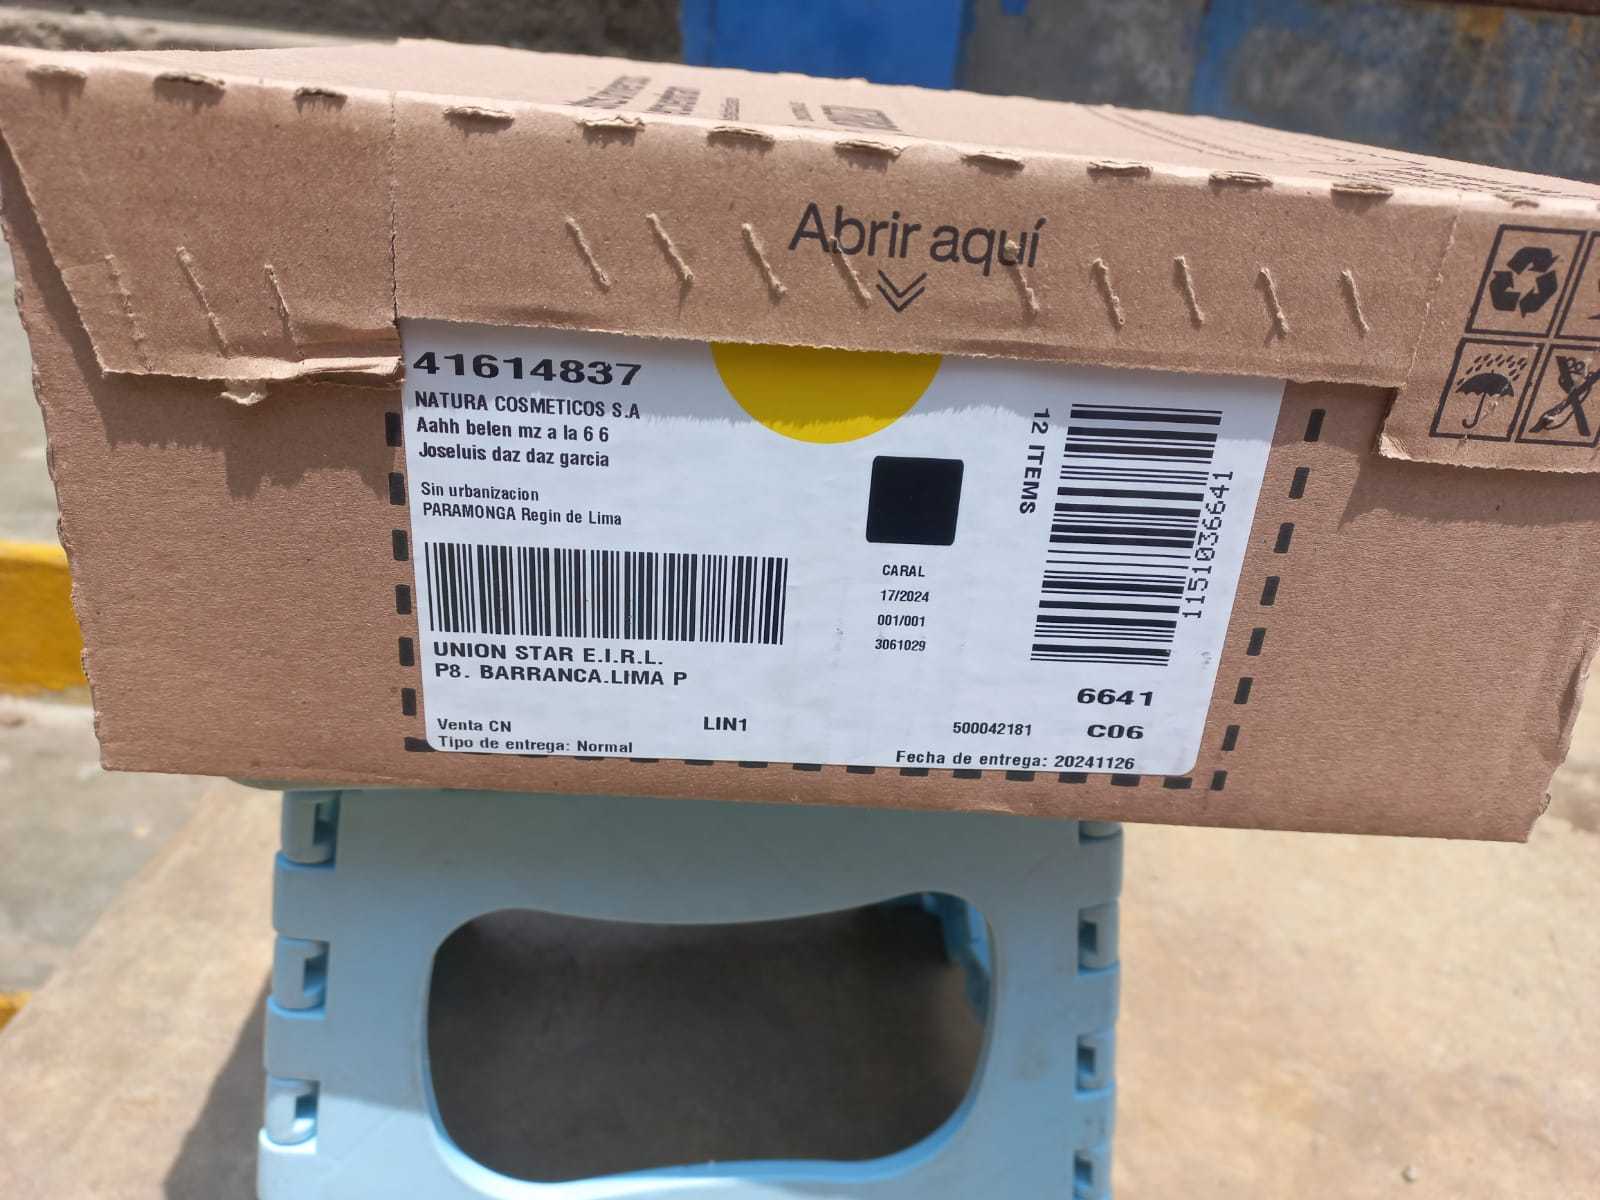 Abrir aquí
41614837
NATURA COSMETICOS S.A
Aahh belen mz a la 6 6
Joseluis daz daz garcia
Sin urbanizacion
PARAMONGA Regin de Lima
UNION STAR E.I.R.L.
P8. BARRANCA.LIMA P
Venta CN
LIN1
Tipo de entrega: Normal
CARAL
17/2024
001/001
3061029
12 ITEMS
1151036641
6641
500042181
C06
Fecha de entrega: 20241126